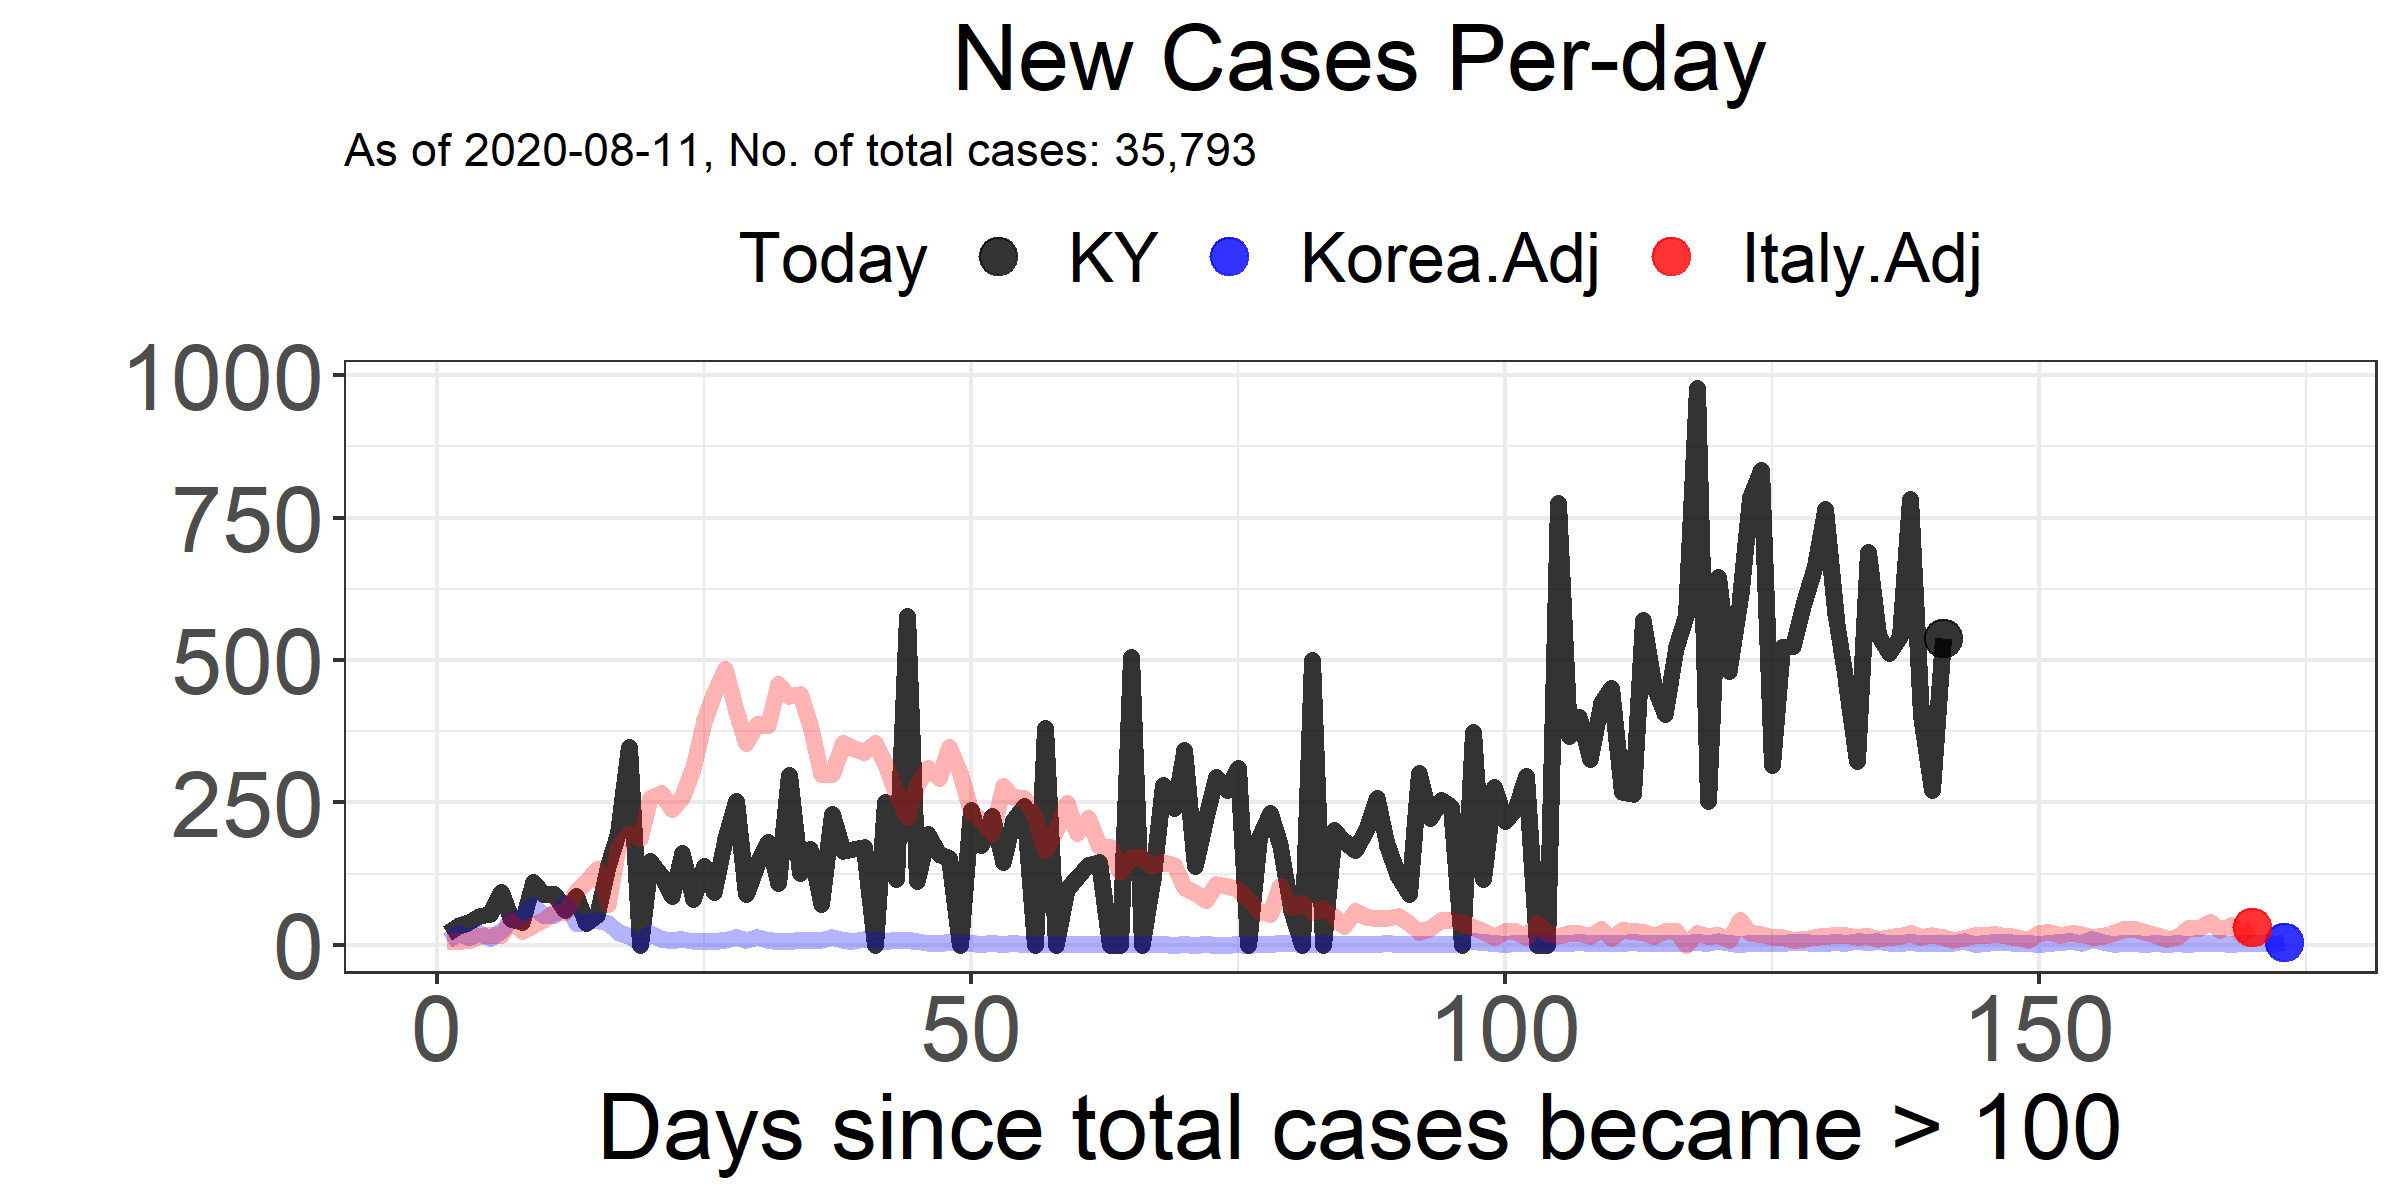 New Cases Per-day
As of 2020-08-11, No. of total cases: 35,793
Today KY Korea.Adj Italy.Adj
1000
750
500
250
0
0 50 100 150
Days since total cases became > 100